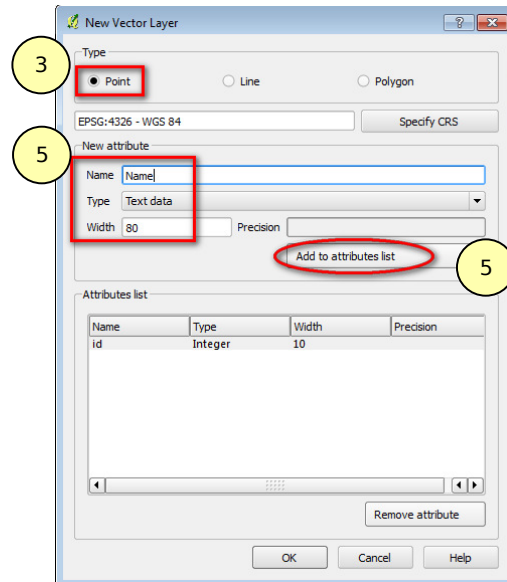 New Vector Layer
Type
3
Point
Line
Polygon
EPSG:4326 - WGS 84
Specify CRS
5
New attribute
Name
Name
Type
Text data
Width
80
Precision
Add to attributes list
5
Attributes list
Name Type Width Precision
id Integer 10
Remove attribute
OK
Cancel
Help